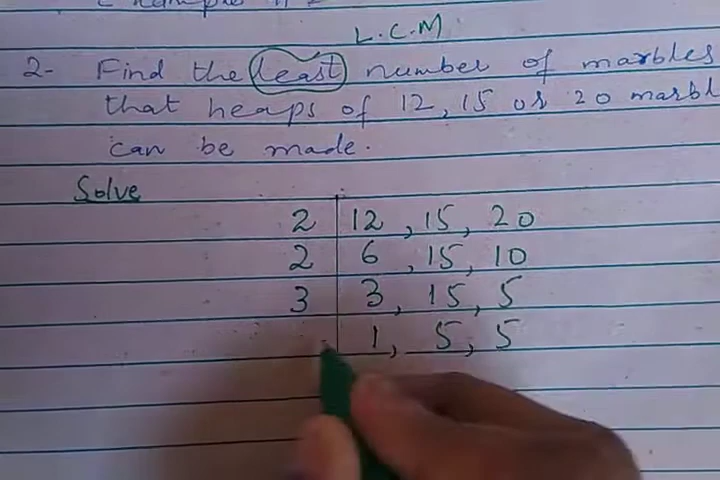 L.C.M
2- Find the least number of marbles
that heaps of 12, 15 or 20
can be made.
Solve
2 12 , 15, 20
2 6 , 15, 10
3 3, 15, 5
1, 5, 5